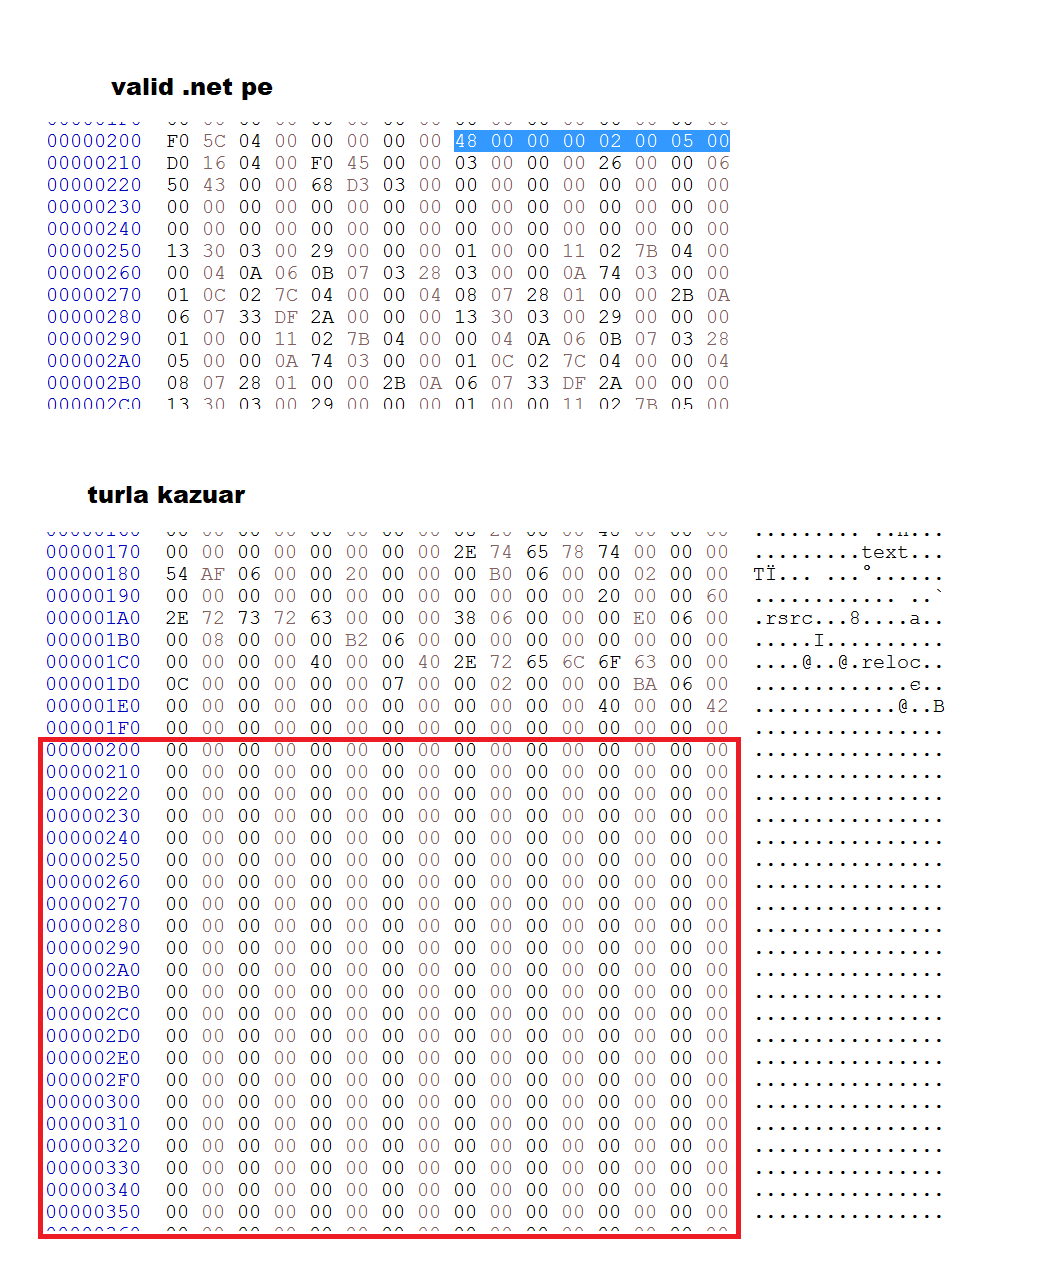 valid .net pe
00000200 F0 5C 04 00 00 00 00 00 48 00 00 00 02 00 05 00
00000210 D0 16 04 00 F0 45 00 00 03 00 00 00 26 00 00 06
00000220 50 43 00 00 68 D3 03 00 00 00 00 00 00 00 00 00
00000230 00 00 00 00 00 00 00 00 00 00 00 00 00 00 00 00
00000240 00 00 00 00 00 00 00 00 00 00 00 00 00 00 00 00
00000250 13 30 03 00 29 00 00 00 01 00 00 11 02 7B 04 00
00000260 00 04 0A 06 0B 07 03 28 03 00 00 0A 74 03 00 00
00000270 01 0C 02 7C 04 00 00 04 08 07 28 01 00 00 2B 0A
00000280 06 07 33 DF 2A 00 00 00 13 30 03 00 29 00 00 00
00000290 01 00 00 11 02 7B 04 00 00 04 0A 06 0B 07 03 28
000002A0 05 00 00 0A 74 03 00 00 01 0C 02 7C 04 00 00 04
000002B0 08 07 28 01 00 00 2B 0A 06 07 33 DF 2A 00 00 00
000002C0 13 30 03 00 29 00 00 00 01 00 00 11 02 7B 05 00
turla kazuar
00000170 00 00 00 00 00 00 00 00 2E 74 65 78 74 00 00 00 .........text...
00000180 54 AF 06 00 00 20 00 00 00 B0 06 00 00 02 00 00 TÏ... ...°......
00000190 00 00 00 00 00 00 00 00 00 00 00 00 20 00 00 60 ............ ..`
000001A0 2E 72 73 72 63 00 00 00 38 06 00 00 00 E0 06 00 .rsrc...8....а..
000001B0 00 08 00 00 00 B2 06 00 00 00 00 00 00 00 00 00 .....І..........
000001C0 00 00 00 00 40 00 00 40 2E 72 65 6C 6F 63 00 00 ....@..@.reloc..
000001D0 0C 00 00 00 00 00 07 00 00 02 00 00 00 BA 06 00 .............є..
000001E0 00 00 00 00 00 00 00 00 00 00 00 00 40 00 00 42 ............@..B
000001F0 00 00 00 00 00 00 00 00 00 00 00 00 00 00 00 00 ................
00000200 00 00 00 00 00 00 00 00 00 00 00 00 00 00 00 00 ................
00000210 00 00 00 00 00 00 00 00 00 00 00 00 00 00 00 00 ................
00000220 00 00 00 00 00 00 00 00 00 00 00 00 00 00 00 00 ................
00000230 00 00 00 00 00 00 00 00 00 00 00 00 00 00 00 00 ................
00000240 00 00 00 00 00 00 00 00 00 00 00 00 00 00 00 00 ................
00000250 00 00 00 00 00 00 00 00 00 00 00 00 00 00 00 00 ................
00000260 00 00 00 00 00 00 00 00 00 00 00 00 00 00 00 00 ................
00000270 00 00 00 00 00 00 00 00 00 00 00 00 00 00 00 00 ................
00000280 00 00 00 00 00 00 00 00 00 00 00 00 00 00 00 00 ................
00000290 00 00 00 00 00 00 00 00 00 00 00 00 00 00 00 00 ................
000002A0 00 00 00 00 00 00 00 00 00 00 00 00 00 00 00 00 ................
000002B0 00 00 00 00 00 00 00 00 00 00 00 00 00 00 00 00 ................
000002C0 00 00 00 00 00 00 00 00 00 00 00 00 00 00 00 00 ................
000002D0 00 00 00 00 00 00 00 00 00 00 00 00 00 00 00 00 ................
000002E0 00 00 00 00 00 00 00 00 00 00 00 00 00 00 00 00 ................
000002F0 00 00 00 00 00 00 00 00 00 00 00 00 00 00 00 00 ................
00000300 00 00 00 00 00 00 00 00 00 00 00 00 00 00 00 00 ................
00000310 00 00 00 00 00 00 00 00 00 00 00 00 00 00 00 00 ................
00000320 00 00 00 00 00 00 00 00 00 00 00 00 00 00 00 00 ................
00000330 00 00 00 00 00 00 00 00 00 00 00 00 00 00 00 00 ................
00000340 00 00 00 00 00 00 00 00 00 00 00 00 00 00 00 00 ................
00000350 00 00 00 00 00 00 00 00 00 00 00 00 00 00 00 00 ................